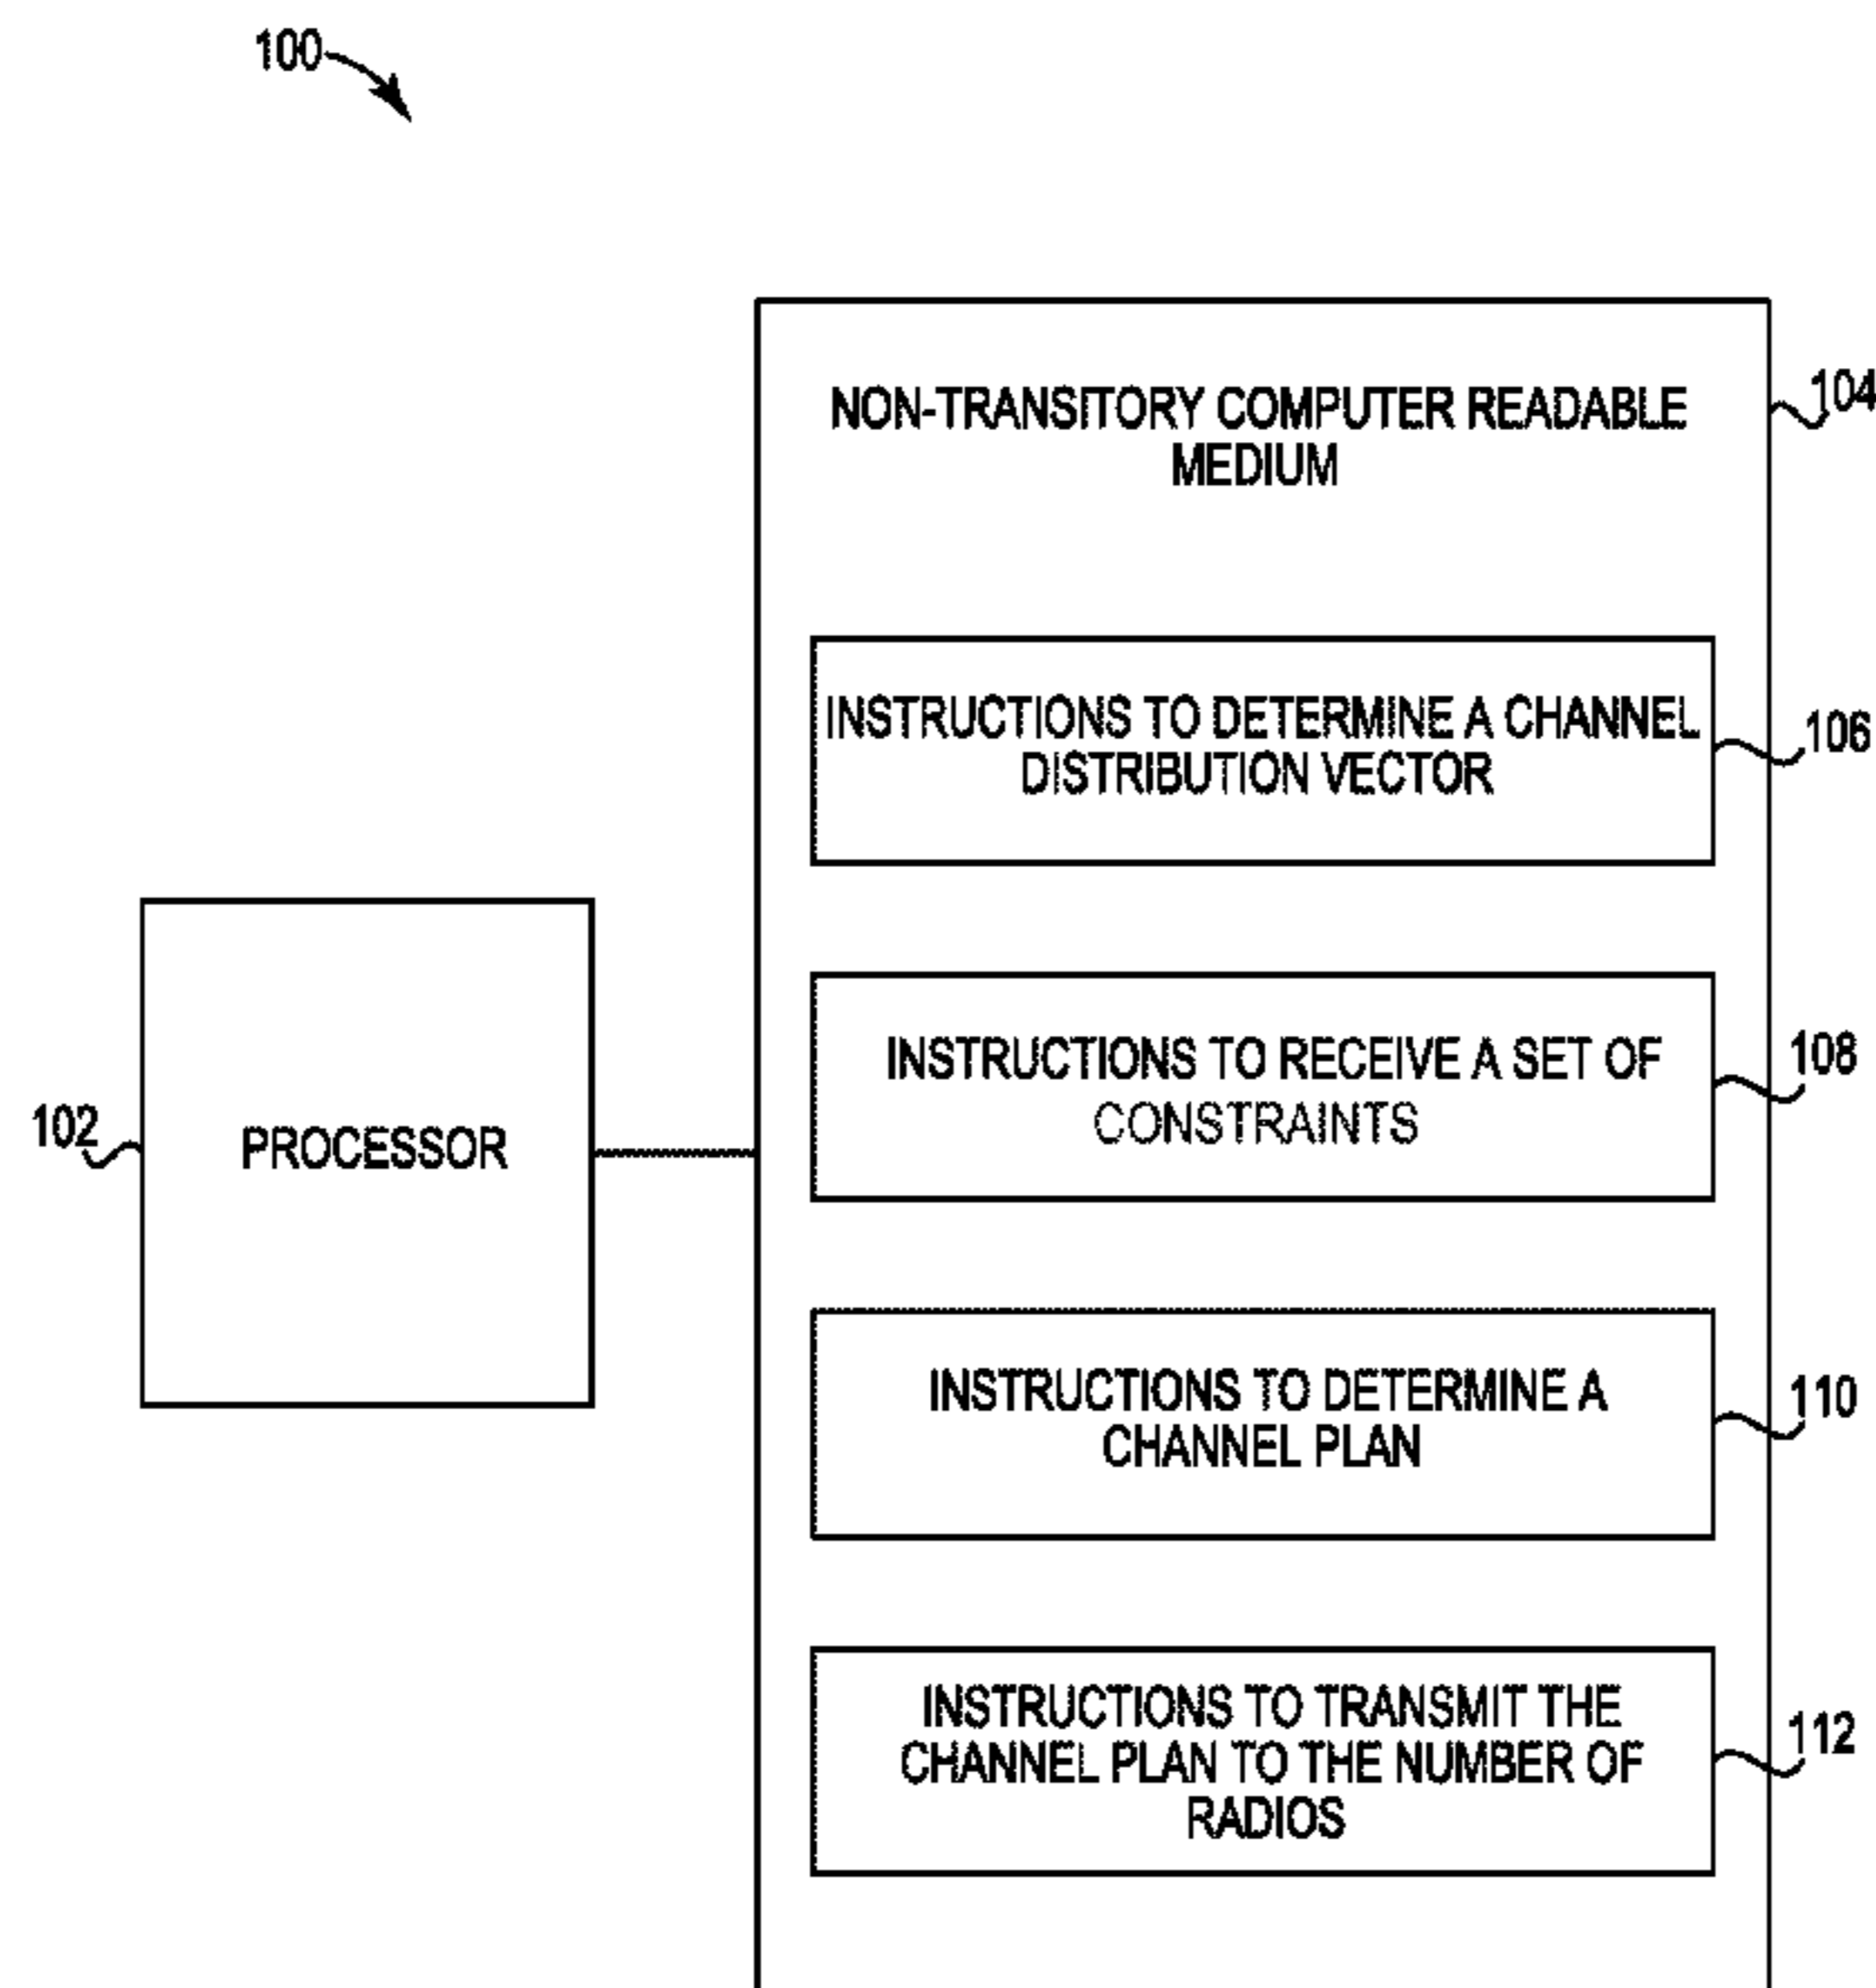 100
NON-TRANSITORY COMPUTER READABLE
MEDIUM
104
INSTRUCTIONS TO DETERMINE A CHANNEL
DISTRIBUTION VECTOR
106
INSTRUCTIONS TO RECEIVE A SET OF
CONSTRAINTS
108
102
PROCESSOR
INSTRUCTIONS TO DETERMINE A
CHANNEL PLAN
110
INSTRUCTIONS TO TRANSMIT THE
CHANNEL PLAN TO THE NUMBER OF
RADIOS
112